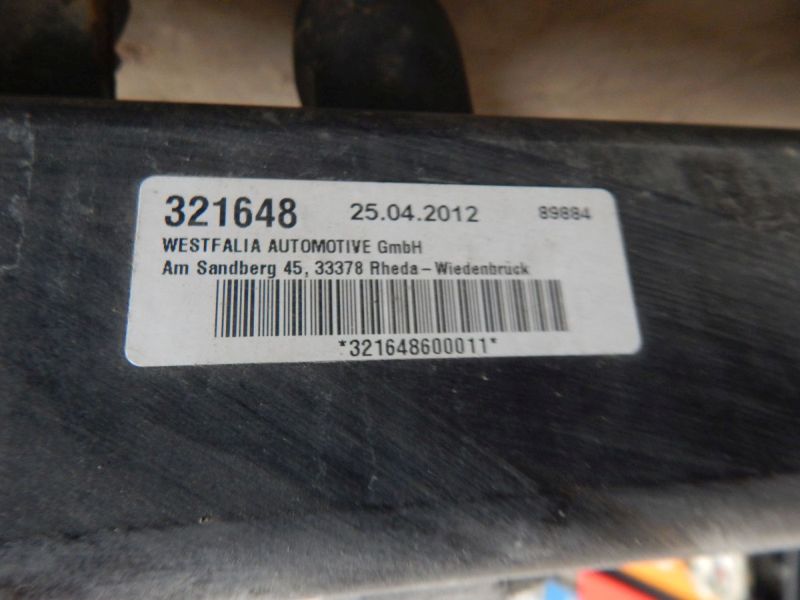 321648 25.04.2012 89884
WESTFALIA AUTOMOTIVE GmbH
Am Sandberg 45, 33378 Rheda-Wiedenbrück
*321648600011*